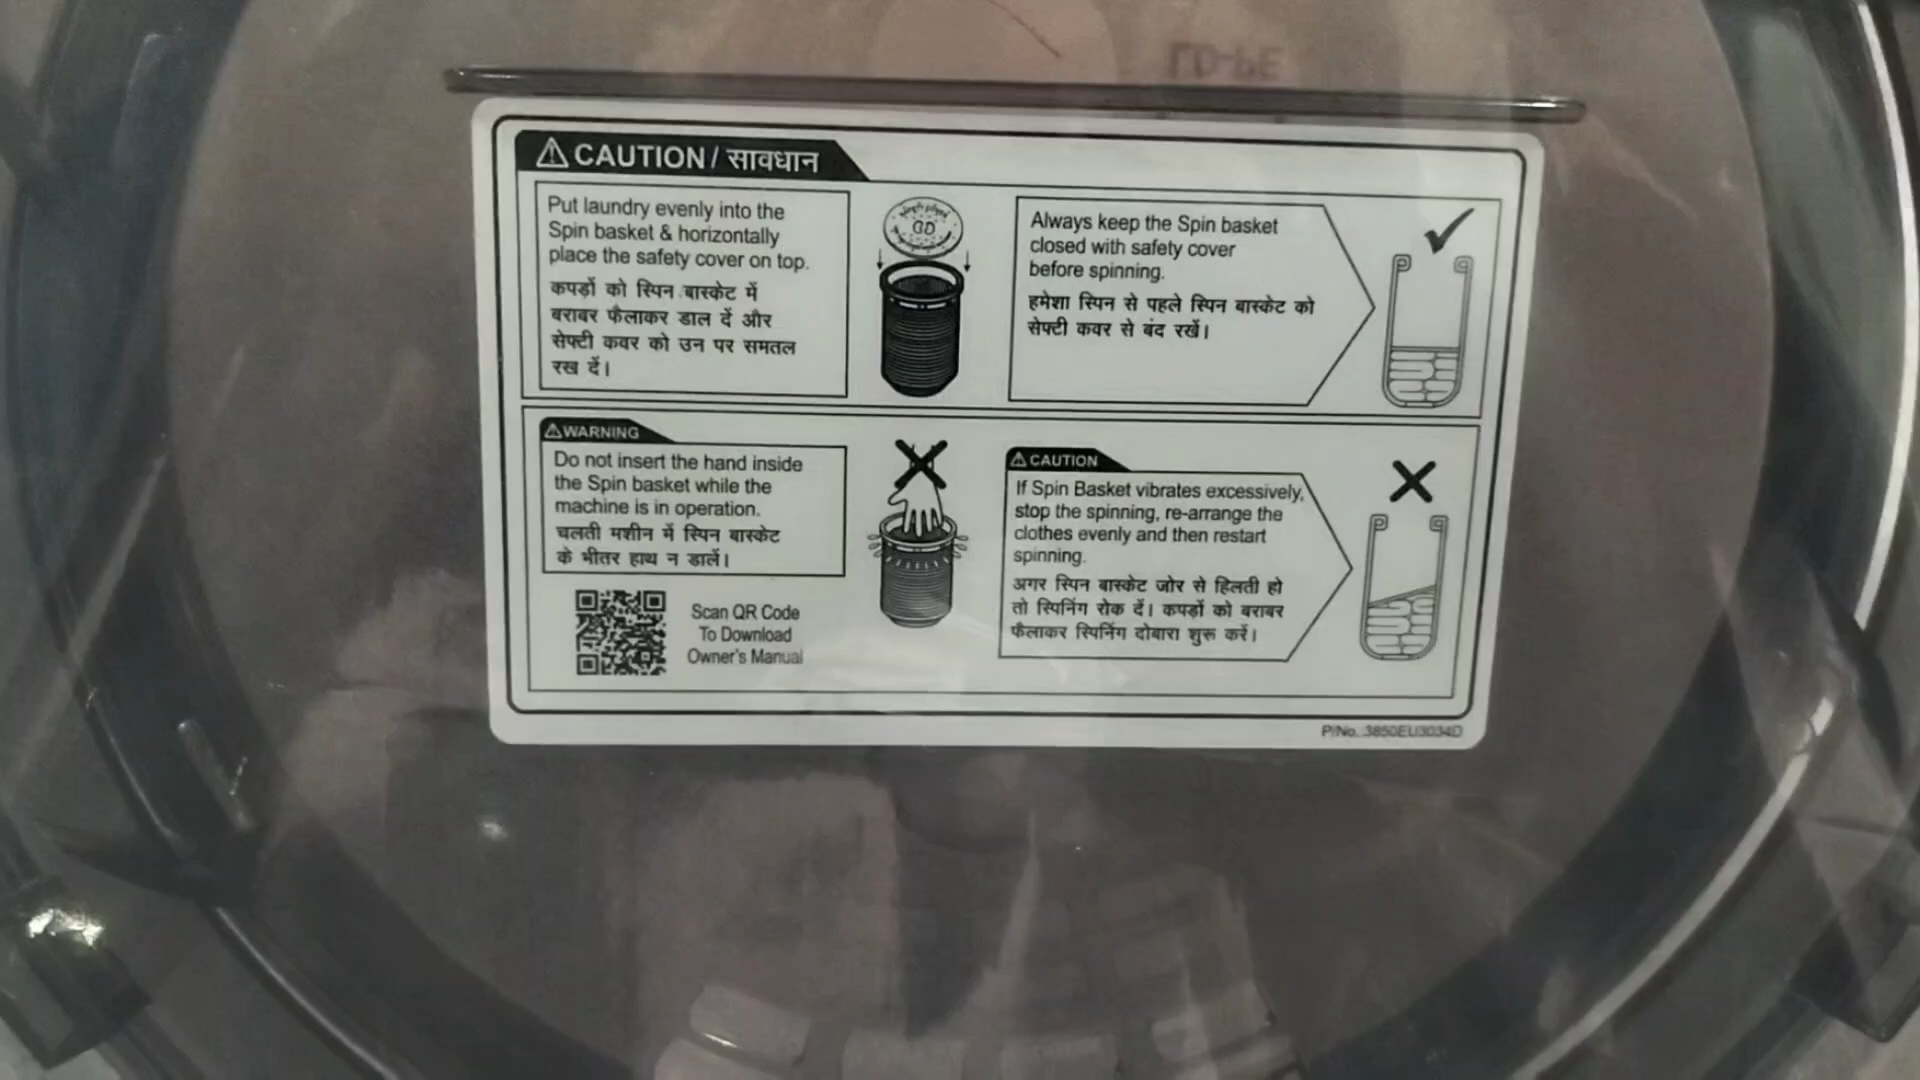 CAUTION / सावधान
Put laundry evenly into the
Spin basket & horizontally
place the safety cover on top.
कपड़ों को स्पिन बास्केट में
बराबर फैलाकर डाल दें और
सेफ्टी कवर को उन पर समतल
रख दें।
Always keep the Spin basket
closed with safety cover
before spinning.
हमेशा स्पिन से पहले स्पिन बास्केट को
सेफ्टी कवर से बंद रखें।
WARNING
Do not insert the hand inside
the Spin basket while the
machine is in operation.
चलती मशीन में स्पिन बास्केट
के भीतर हाथ न डालें।
Scan QR Code
To Download
Owner's Manual
CAUTION
If Spin Basket vibrates excessively,
stop the spinning, re-arrange the
clothes evenly and then restart
spinning.
अगर स्पिन बास्केट जोर से हिलती हो
तो स्पिनिंग रोक दें। कपड़ों को बराबर
फैलाकर स्पिनिंग दोबारा शुरू करें।
P/No. 3850EU3034D